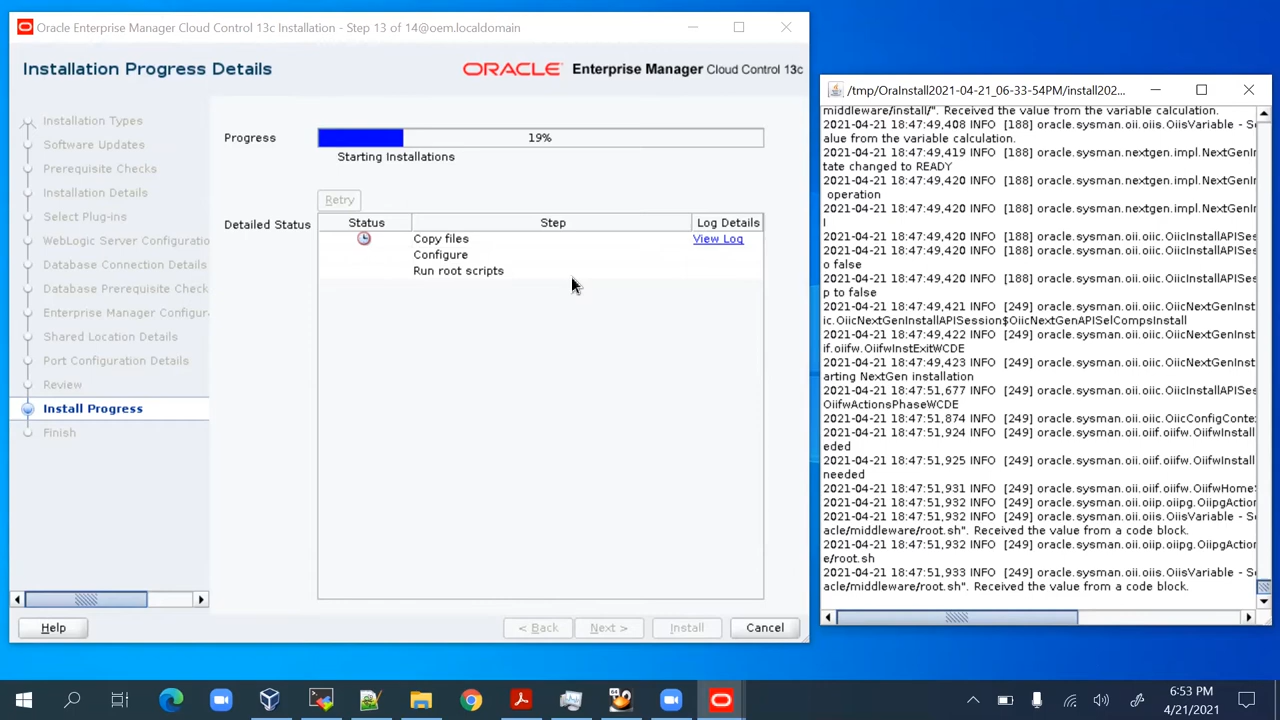 Oracle Enterprise Manager Cloud Control 13c Installation - Step 13 of 14@oem.localdomain
Installation Progress Details
ORACLE Enterprise Manager Cloud Control 13c
Installation Types
Software Updates
Prerequisite Checks
Installation Details
Select Plug-ins
WebLogic Server Configuratio
Database Connection Details
Database Prerequisite Check
Enterprise Manager Configura
Shared Location Details
Port Configuration Details
Review
Install Progress
Finish
Progress
19%
Starting Installations
Retry
Detailed Status
Status Step Log Details
Copy files View Log
Configure
Run root scripts
Help
< Back Next > Install Cancel
/tmp/OraInstall2021-04-21_06-33-54PM/install202...
middleware/install/". Received the value from the variable calculation.
2021-04-21 18:47:49,408 INFO [188] oracle.sysman.oii.oiis.OiisVariable - Se
alue from the variable calculation.
2021-04-21 18:47:49,419 INFO [188] oracle.sysman.nextgen.impl.NextGenIn
tate changed to READY
2021-04-21 18:47:49,420 INFO [188] oracle.sysman.nextgen.impl.NextGenIn
operation
2021-04-21 18:47:49,420 INFO [188] oracle.sysman.nextgen.impl.NextGenIn
l
2021-04-21 18:47:49,420 INFO [188] oracle.sysman.oii.oiic.OiicInstallAPISes
o false
2021-04-21 18:47:49,420 INFO [188] oracle.sysman.oii.oiic.OiicInstallAPISes
p to false
2021-04-21 18:47:49,421 INFO [249] oracle.sysman.oii.oiic.OiicNextGenInst
ic.OiicNextGenInstallAPISession$OiicNextGenAPISelCompsInstall
2021-04-21 18:47:49,422 INFO [249] oracle.sysman.oii.oiic.OiicNextGenInst
if.oiifw.OiifwInstExitWCDE
2021-04-21 18:47:49,423 INFO [249] oracle.sysman.oii.oiic.OiicNextGenInst
arting NextGen installation
2021-04-21 18:47:51,677 INFO [249] oracle.sysman.oii.oiic.OiicInstallAPISes
OiifwActionsPhaseWCDE
2021-04-21 18:47:51,874 INFO [249] oracle.sysman.oii.oiic.OiicConfigConte
2021-04-21 18:47:51,924 INFO [249] oracle.sysman.oii.oiif.oiifw.OiifwInstall
eded
2021-04-21 18:47:51,925 INFO [249] oracle.sysman.oii.oiif.oiifw.OiifwInstall
needed
2021-04-21 18:47:51,931 INFO [249] oracle.sysman.oii.oiif.oiifw.OiifwHome
2021-04-21 18:47:51,932 INFO [249] oracle.sysman.oii.oiip.oiipg.OiipgAction
2021-04-21 18:47:51,932 INFO [249] oracle.sysman.oii.oiis.OiisVariable - Se
acle/middleware/root.sh". Received the value from a code block.
2021-04-21 18:47:51,932 INFO [249] oracle.sysman.oii.oiip.oiipg.OiipgAction
e/root.sh
2021-04-21 18:47:51,933 INFO [249] oracle.sysman.oii.oiis.OiisVariable - Se
acle/middleware/root.sh". Received the value from a code block.
6:53 PM
4/21/2021